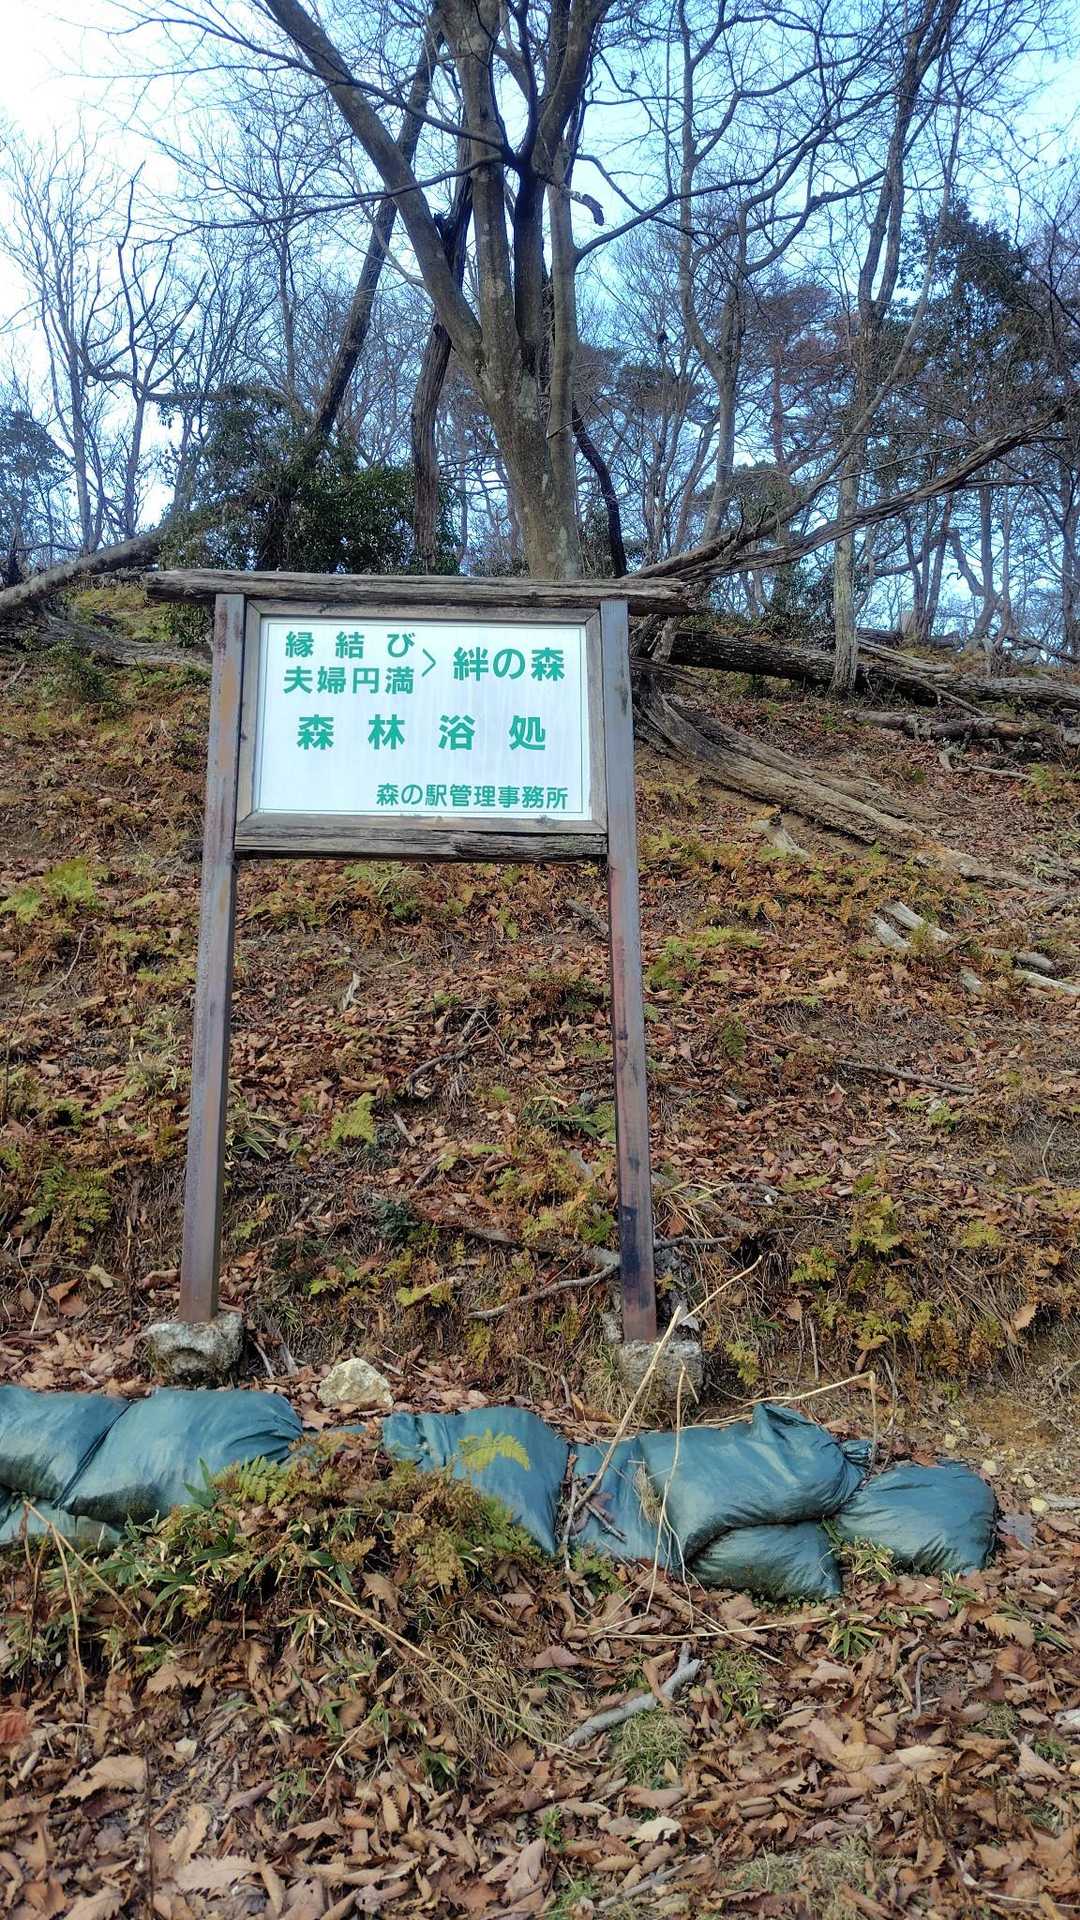 縁結び
夫婦円満 > 絆の森
森林浴処
森の駅管理事務所